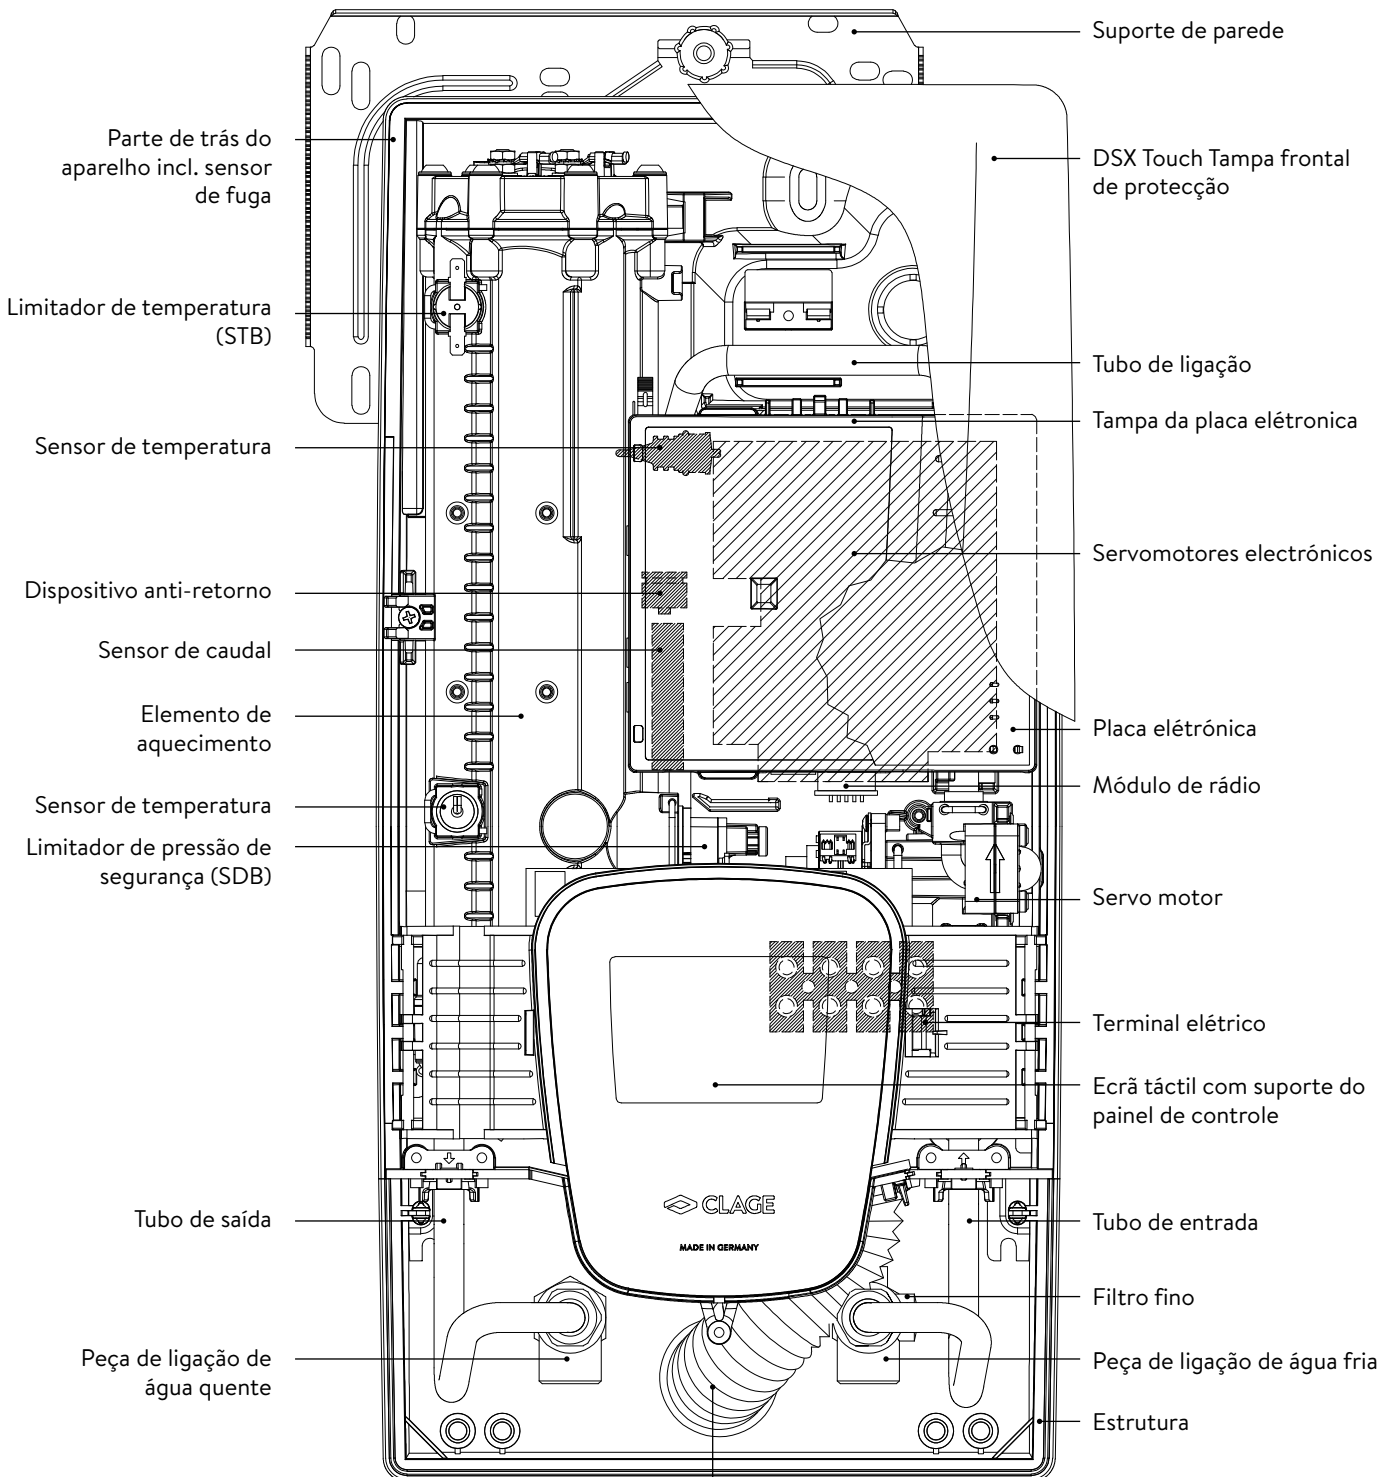 Suporte de parede
Parte de trás do
aparelho incl. sensor
de fuga
DSX Touch Tampa frontal
de protecção
Limitador de temperatura
(STB)
Tubo de ligação
Tampa da placa elétronica
Sensor de temperatura
Servomotores electrónicos
Dispositivo anti-retorno
Sensor de caudal
Elemento de
aquecimento
Placa elétrónica
Módulo de rádio
Sensor de temperatura
Limitador de pressão de
segurança (SDB)
Servo motor
Terminal elétrico
Ecrã táctil com suporte do
painel de controle
CLAGE
MADE IN GERMANY
Tubo de saída
Tubo de entrada
Filtro fino
Peça de ligação de
água quente
Peça de ligação de água fria
Estrutura